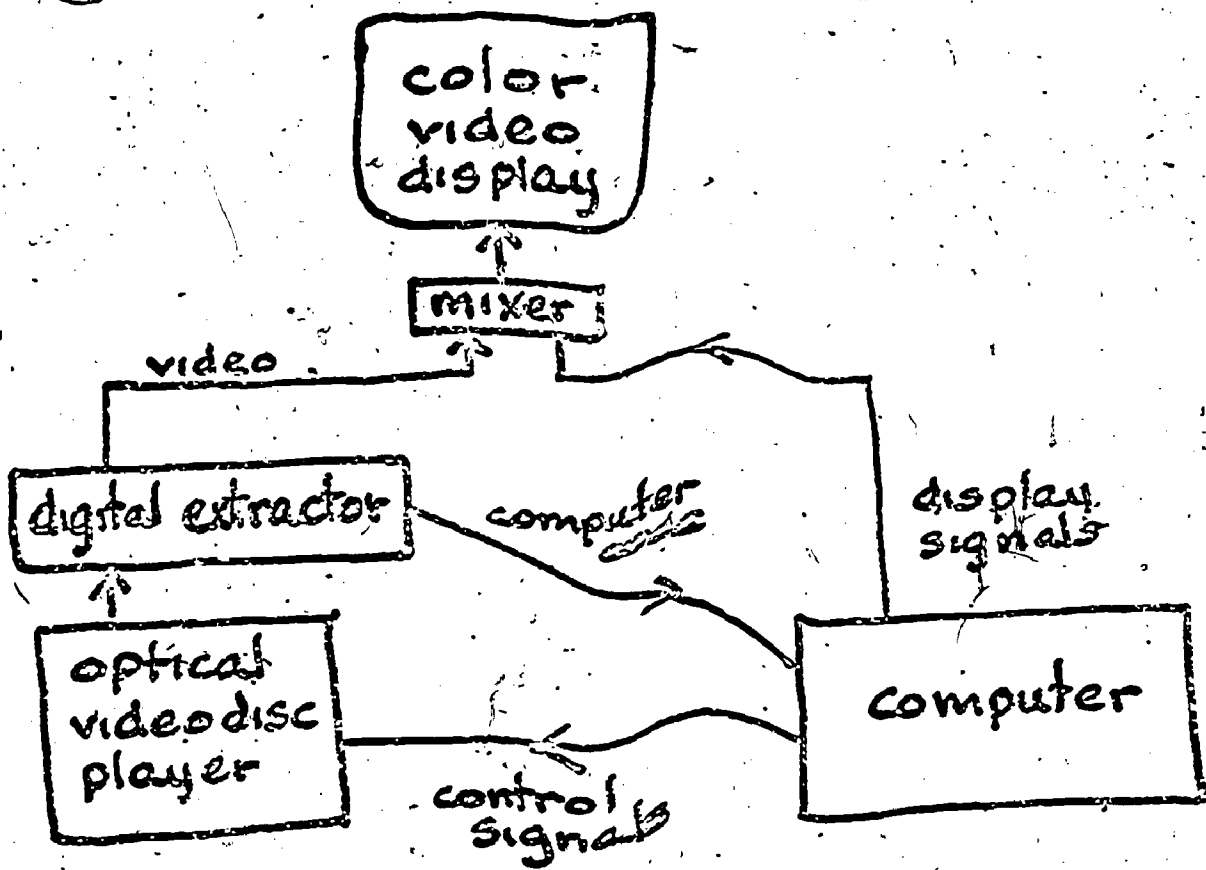 color
video
display
mixer
video
digital extractor
computer
display
signals
optical
videodisc
player
computer
control
signals